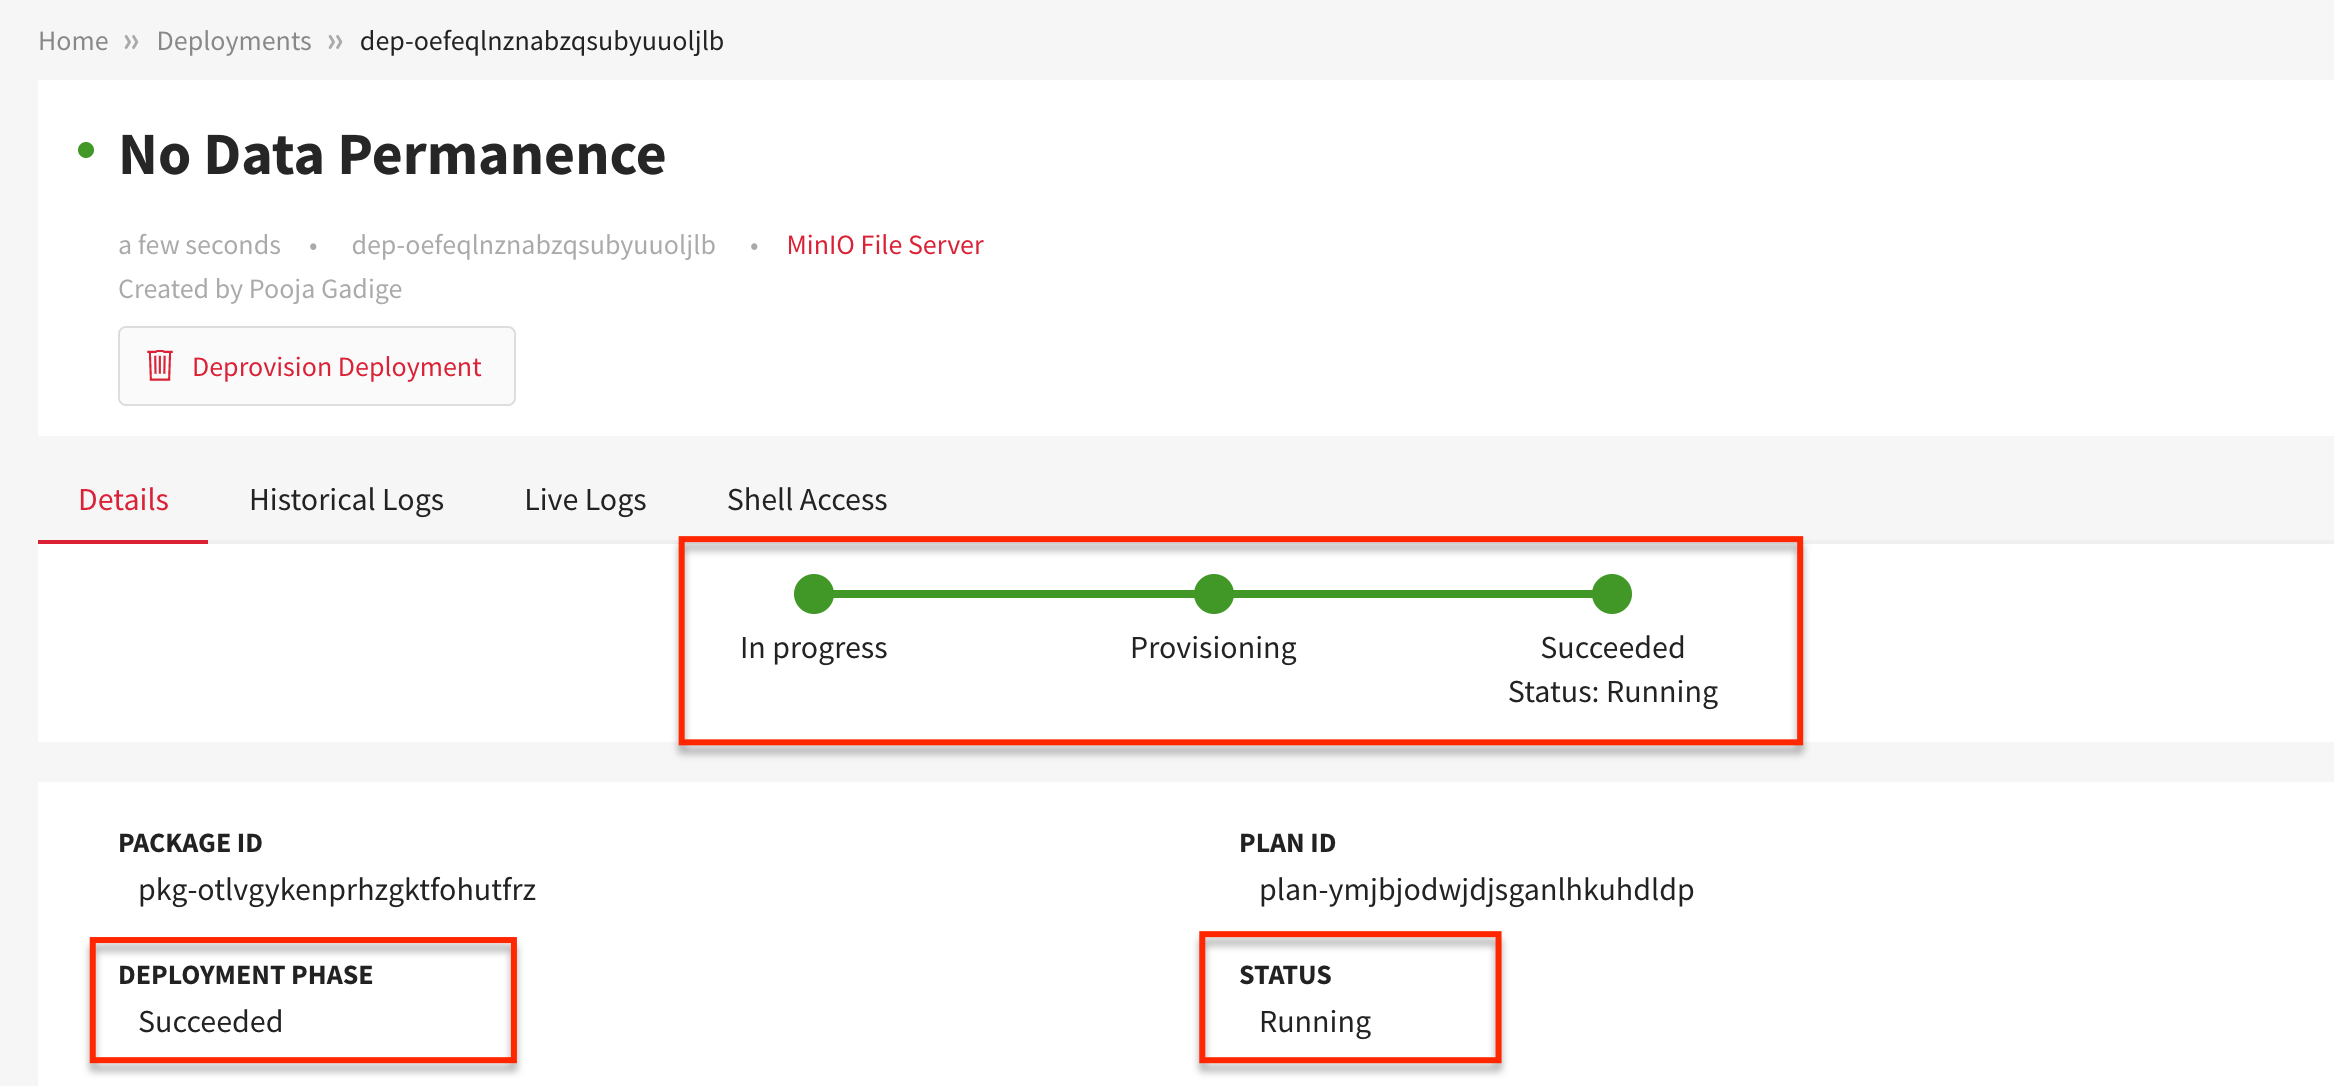 Home » Deployments » dep-oefeqlnznabzqsubyuuoljlb
No Data Permanence
a few seconds • dep-oefeqlnznabzqsubyuuoljlb • MinIO File Server
Created by Pooja Gadige
Deprovision Deployment
Details Historical Logs Live Logs Shell Access
In progress Provisioning Succeeded
Status: Running
PACKAGE ID PLAN ID
pkg-otlvgykenprhzgktfohutfrz plan-ymjbjodwjdjsganlhkuhdldp
DEPLOYMENT PHASE STATUS
Succeeded Running